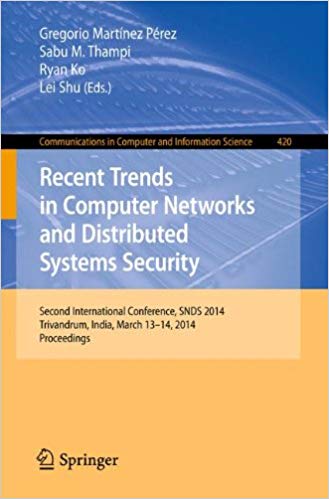 Gregorio Martínez Pérez
Sabu M. Thampi
Ryan Ko
Lei Shu (Eds.)
Communications in Computer and Information Science 420
Recent Trends
in Computer Networks
and Distributed
Systems Security
Second International Conference, SNDS 2014
Trivandrum, India, March 13–14, 2014
Proceedings
Springer